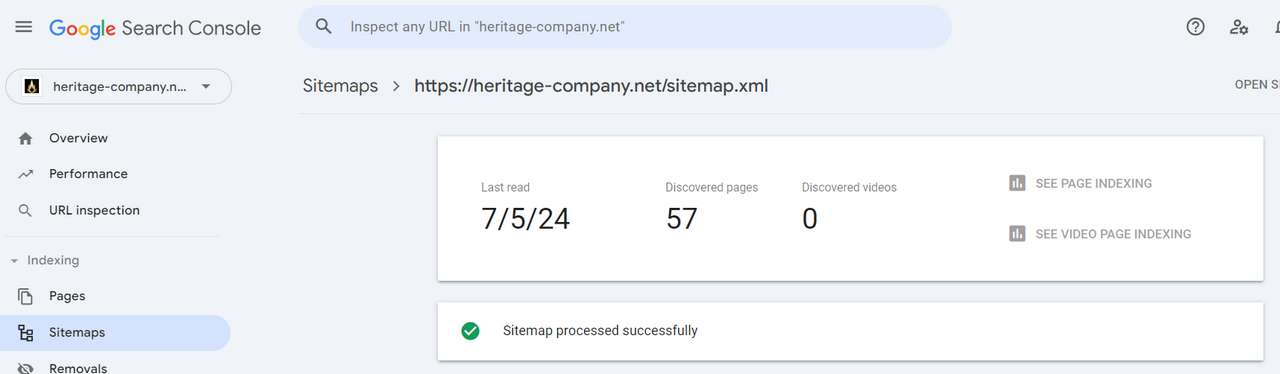 Google Search Console
Inspect any URL in "heritage-company.net"
heritage-company.n...
Sitemaps > https://heritage-company.net/sitemap.xml
OPEN S
Overview
Performance
URL inspection
Indexing
Pages
Sitemaps
Removals
Last read
7/5/24
Discovered pages
57
Discovered videos
0
SEE PAGE INDEXING
SEE VIDEO PAGE INDEXING
Sitemap processed successfully